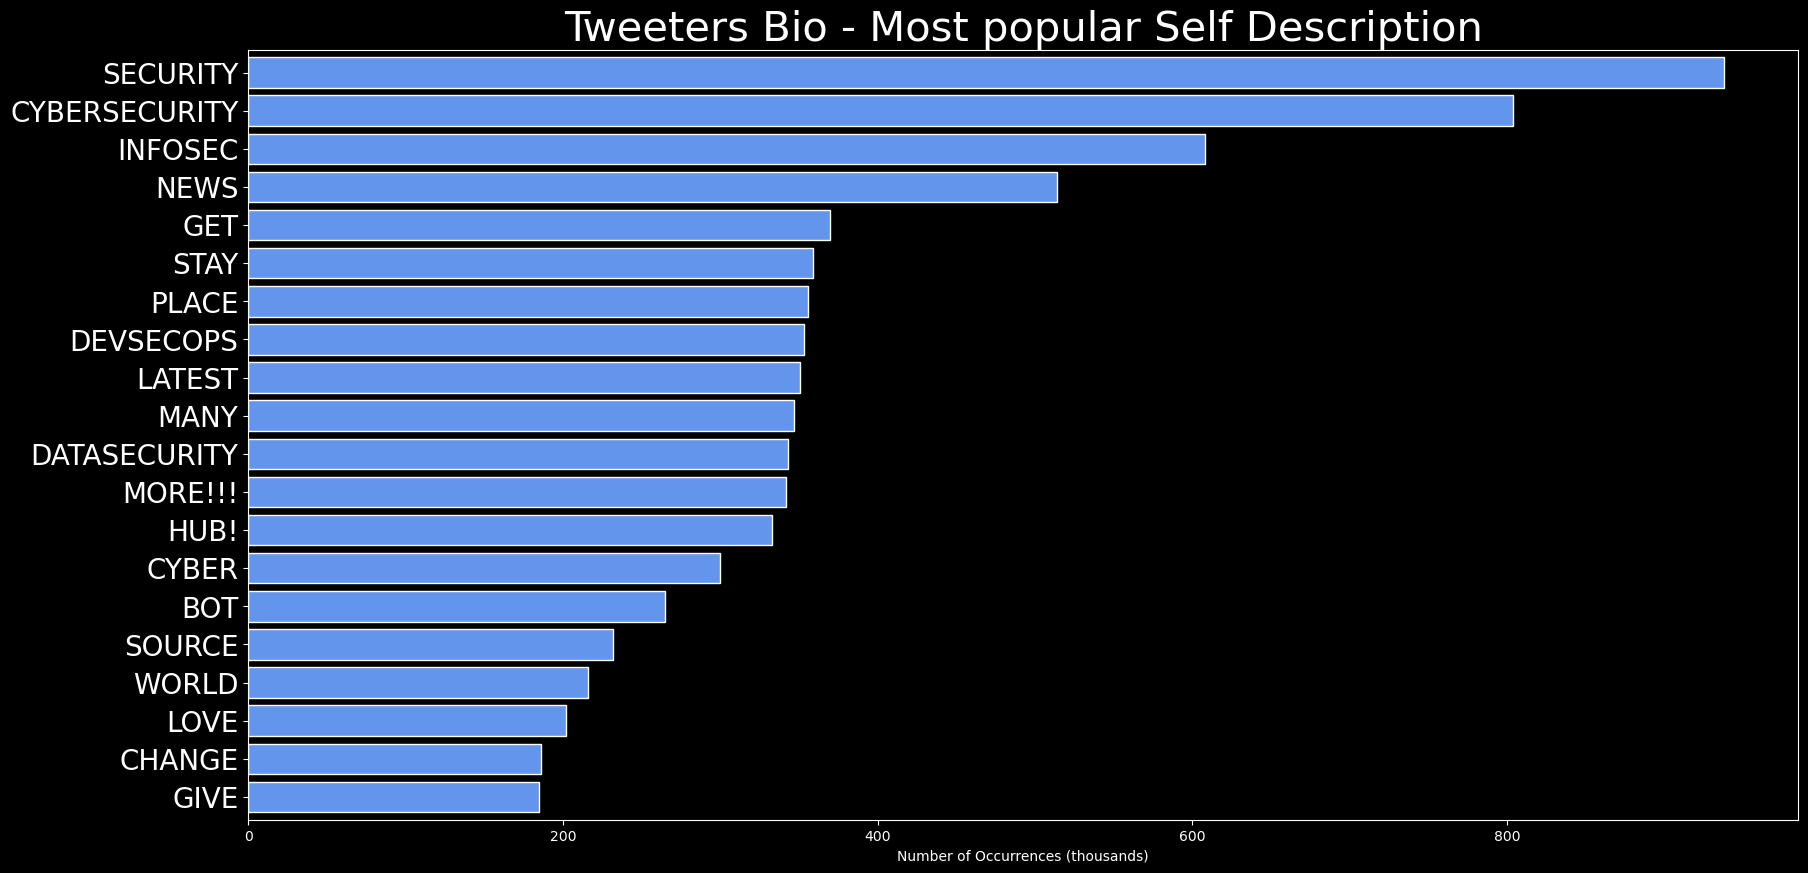 Tweeters Bio - Most popular Self Description
SECURITY
CYBERSECURITY
INFOSEC
NEWS
GET
STAY
PLACE
DEVSECOPS
LATEST
MANY
DATASECURITY
MORE!!!
HUB!
CYBER
BOT
SOURCE
WORLD
LOVE
CHANGE
GIVE
0 200 400 600 800
Number of Occurrences (thousands)